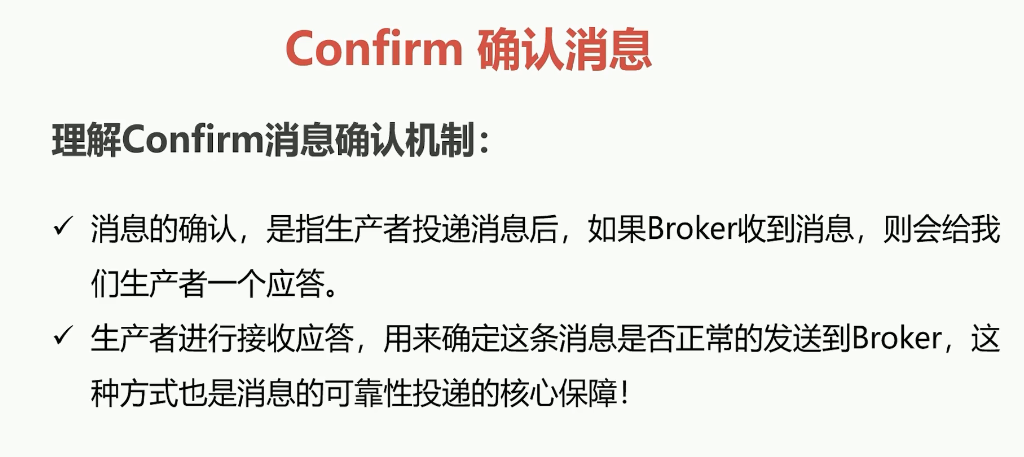 Confirm 确认消息
理解Confirm消息确认机制：
✓ 消息的确认，是指生产者投递消息后，如果Broker收到消息，则会给我
们生产者一个应答。
✓ 生产者进行接收应答，用来确定这条消息是否正常的发送到Broker，这
种方式也是消息的可靠性投递的核心保障！